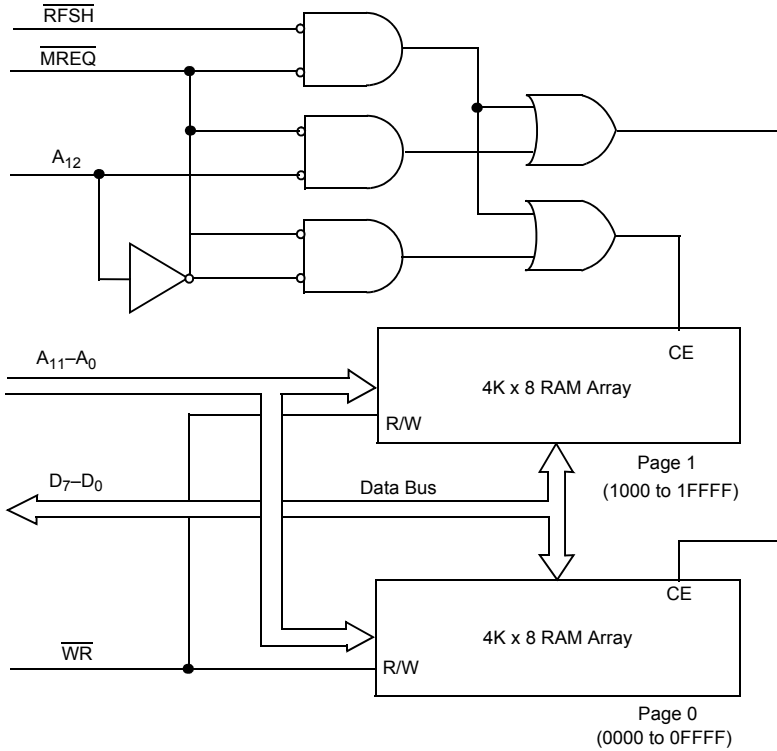 RFSH
MREQ
A12
A11–A0
CE
4K x 8 RAM Array
R/W
Page 1
(1000 to 1FFFF)
D7–D0
Data Bus
CE
4K x 8 RAM Array
WR
R/W
Page 0
(0000 to 0FFFF)